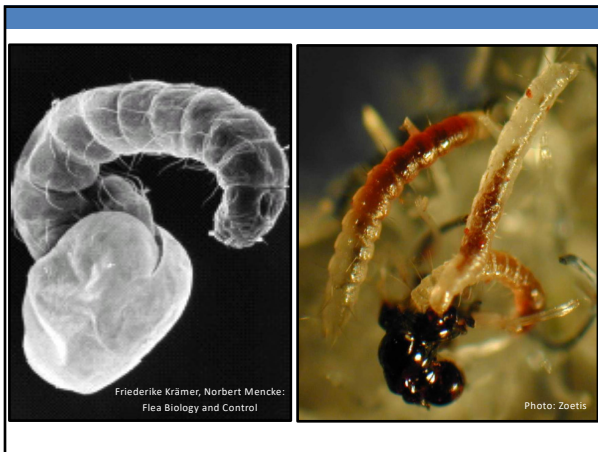 Friederike Krämer, Norbert Mencke:
Flea Biology and Control
Photo: Zoetis